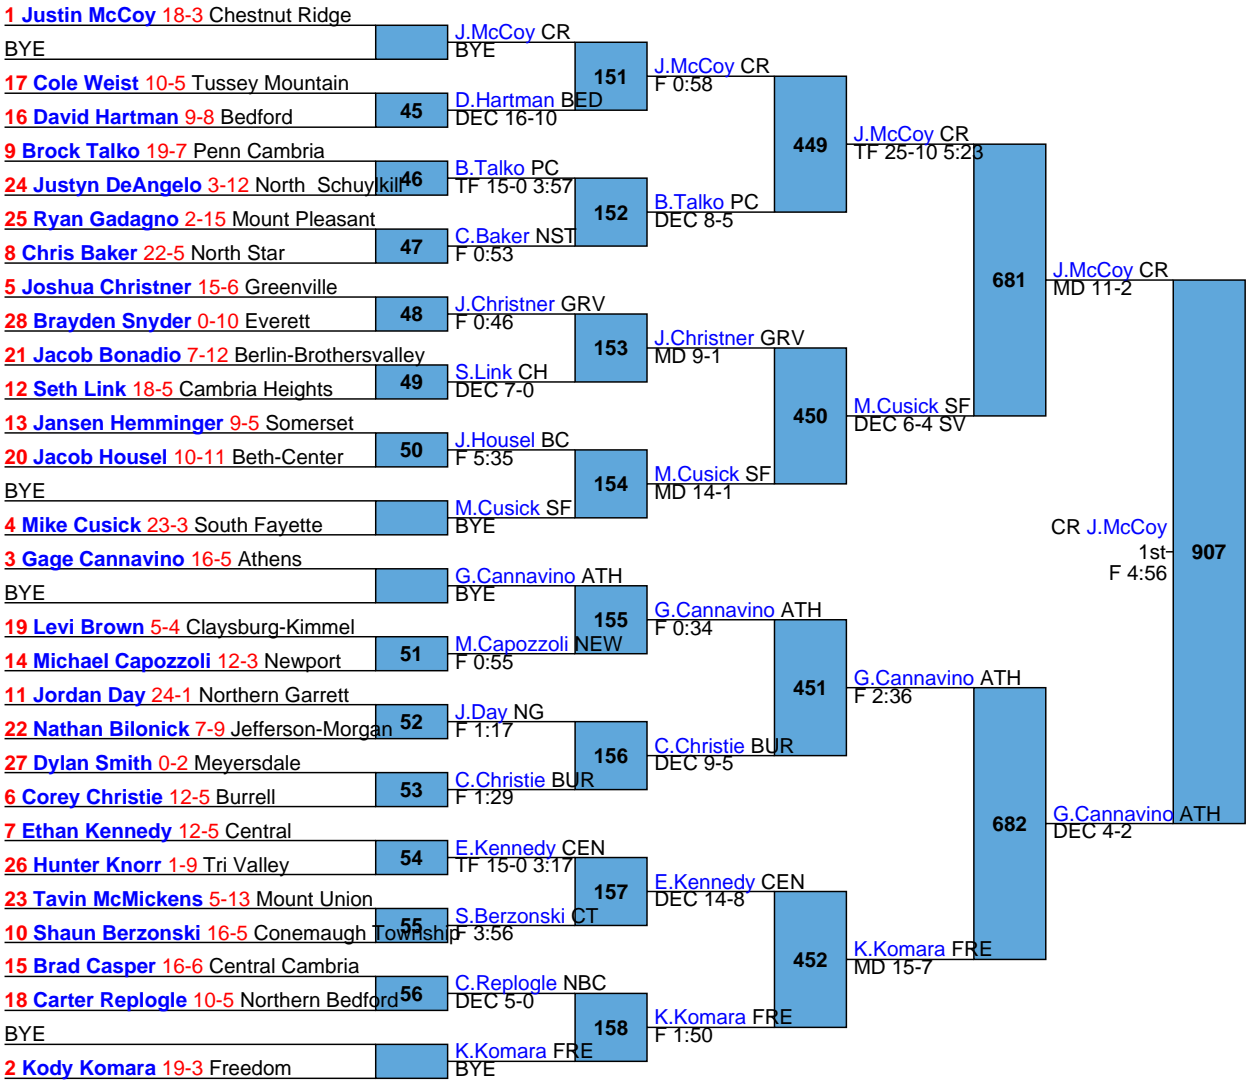 1 Justin McCoy 18-3 Chestnut Ridge
BYE
17 Cole Weist 10-5 Tussey Mountain
16 David Hartman 9-8 Bedford
9 Brock Talko 19-7 Penn Cambria
24 Justyn DeAngelo 3-12 North Schuylkill
25 Ryan Gadagno 2-15 Mount Pleasant
8 Chris Baker 22-5 North Star
5 Joshua Christner 15-6 Greenville
28 Brayden Snyder 0-10 Everett
21 Jacob Bonadio 7-12 Berlin-Brothersvalley
12 Seth Link 18-5 Cambria Heights
13 Jansen Hemminger 9-5 Somerset
20 Jacob Housel 10-11 Beth-Center
BYE
4 Mike Cusick 23-3 South Fayette
3 Gage Cannavino 16-5 Athens
BYE
19 Levi Brown 5-4 Claysburg-Kimmel
14 Michael Capozzoli 12-3 Newport
11 Jordan Day 24-1 Northern Garrett
22 Nathan Bilonick 7-9 Jefferson-Morgan
27 Dylan Smith 0-2 Meyersdale
6 Corey Christie 12-5 Burrell
7 Ethan Kennedy 12-5 Central
26 Hunter Knorr 1-9 Tri Valley
23 Tavin McMickens 5-13 Mount Union
10 Shaun Berzonski 16-5 Conemaugh Township
15 Brad Casper 16-6 Central Cambria
18 Carter Replogle 10-5 Northern Bedford
BYE
2 Kody Komara 19-3 Freedom
45
46
47
48
49
50
51
52
53
54
55
56
J.McCoy CR
BYE
D.Hartman BED
DEC 16-10
B.Talko PC
TF 15-0 3:57
C.Baker NST
F 0:53
J.Christner GRV
F 0:46
S.Link CH
DEC 7-0
J.Housel BC
F 5:35
M.Cusick SF
BYE
G.Cannavino ATH
BYE
M.Capozzoli NEW
F 0:55
J.Day NG
F 1:17
C.Christie BUR
F 1:29
E.Kennedy CEN
TF 15-0 3:17
S.Berzonski CT
F 3:56
C.Replogle NBC
DEC 5-0
K.Komara FRE
BYE
151
152
153
154
155
156
157
158
J.McCoy CR
F 0:58
B.Talko PC
DEC 8-5
J.Christner GRV
MD 9-1
M.Cusick SF
MD 14-1
G.Cannavino ATH
F 0:34
C.Christie BUR
DEC 9-5
E.Kennedy CEN
DEC 14-8
K.Komara FRE
F 1:50
449
450
451
452
J.McCoy CR
TF 25-10 5:23
M.Cusick SF
DEC 6-4 SV
G.Cannavino ATH
F 2:36
K.Komara FRE
MD 15-7
681
682
J.McCoy CR
MD 11-2
G.Cannavino ATH
DEC 4-2
907
CR J.McCoy
1st
F 4:56